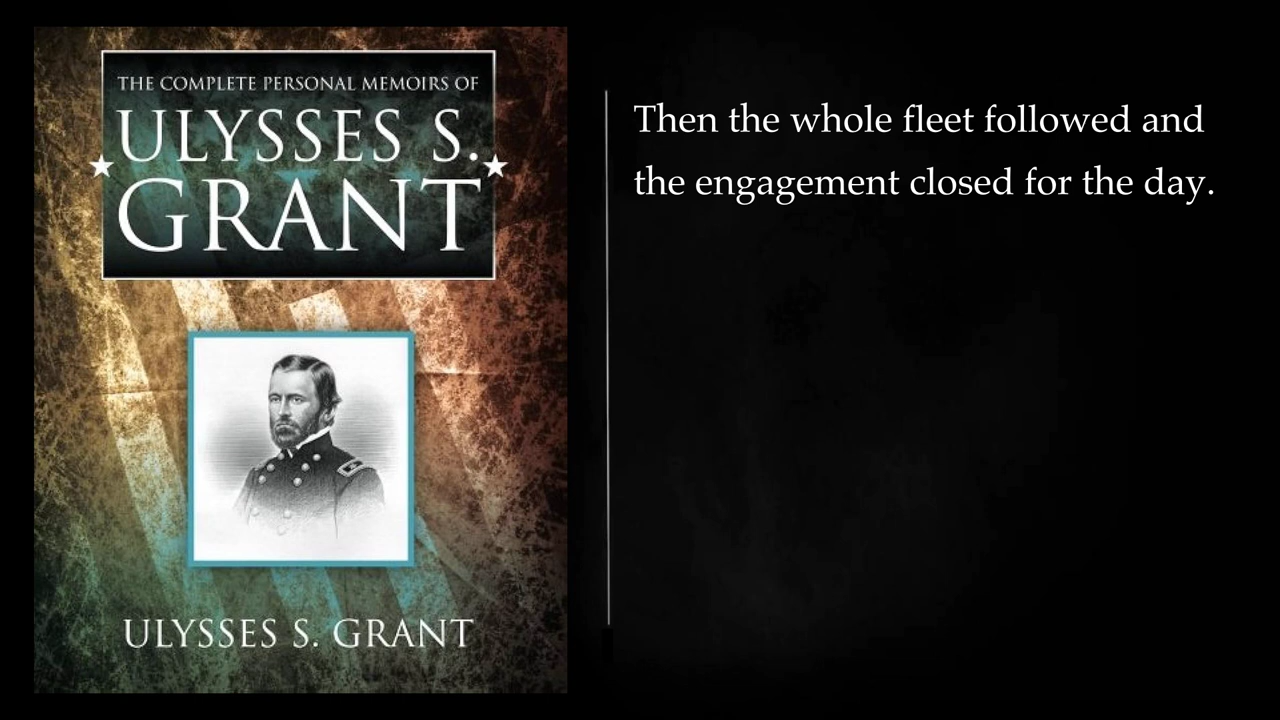 THE COMPLETE PERSONAL MEMOIRS OF
ULYSSES S.
GRANT
ULYSSES S. GRANT
Then the whole fleet followed and
the engagement closed for the day.